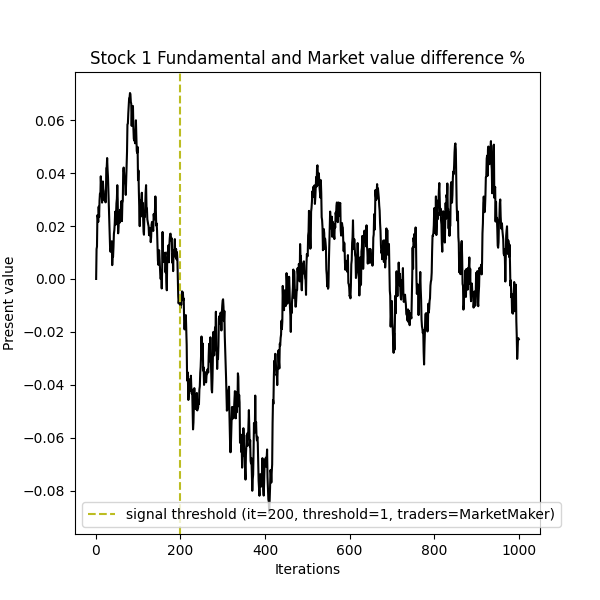 Stock 1 Fundamental and Market value difference %
Present value
0.06
0.04
0.02
0.00
−0.02
−0.04
−0.06
−0.08
signal threshold (it=200, threshold=1, traders=MarketMaker)
0 200 400 600 800 1000
Iterations